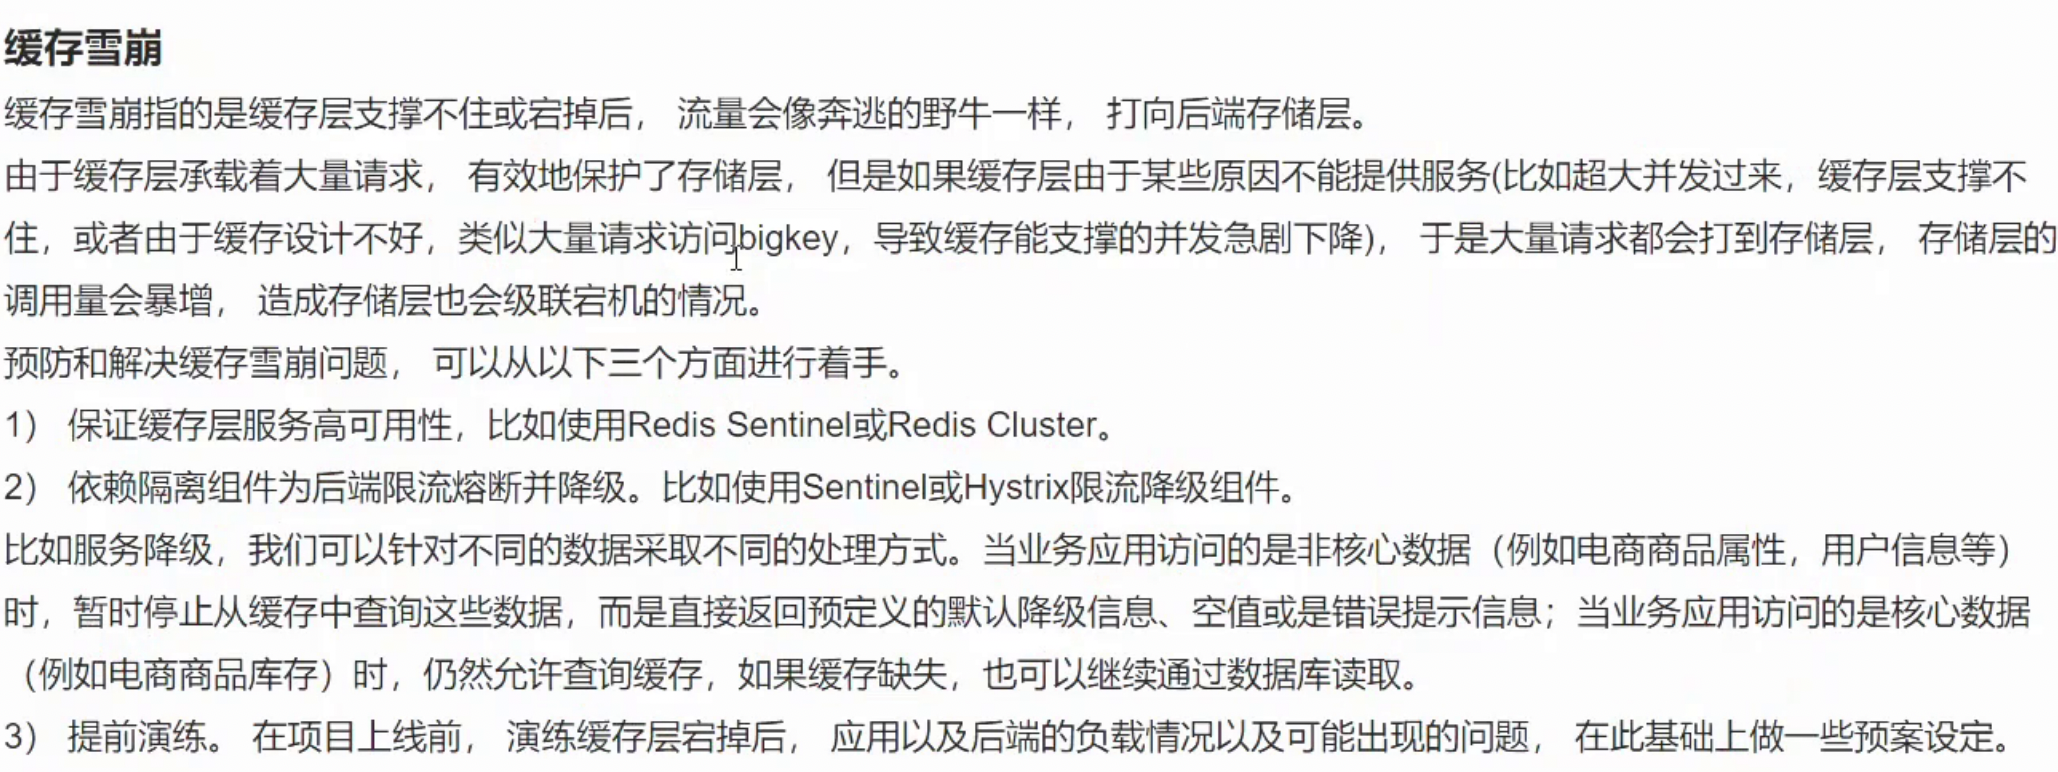 缓存雪崩
缓存雪崩指的是缓存层支撑不住或宕掉后， 流量会像奔逃的野牛一样， 打向后端存储层。
由于缓存层承载着大量请求， 有效地保护了存储层， 但是如果缓存层由于某些原因不能提供服务(比如超大并发过来，缓存层支撑不
住，或者由于缓存设计不好，类似大量请求访问bigkey，导致缓存能支撑的并发急剧下降)， 于是大量请求都会打到存储层， 存储层的
调用量会暴增， 造成存储层也会级联宕机的情况。
预防和解决缓存雪崩问题， 可以从以下三个方面进行着手。
1） 保证缓存层服务高可用性，比如使用Redis Sentinel或Redis Cluster。
2） 依赖隔离组件为后端限流熔断并降级。比如使用Sentinel或Hystrix限流降级组件。
比如服务降级，我们可以针对不同的数据采取不同的处理方式。当业务应用访问的是非核心数据（例如电商商品属性，用户信息等）
时，暂时停止从缓存中查询这些数据，而是直接返回预定义的默认降级信息、空值或是错误提示信息；当业务应用访问的是核心数据
（例如电商商品库存）时，仍然允许查询缓存，如果缓存缺失，也可以继续通过数据库读取。
3） 提前演练。 在项目上线前， 演练缓存层宕掉后， 应用以及后端的负载情况以及可能出现的问题， 在此基础上做一些预案设定。